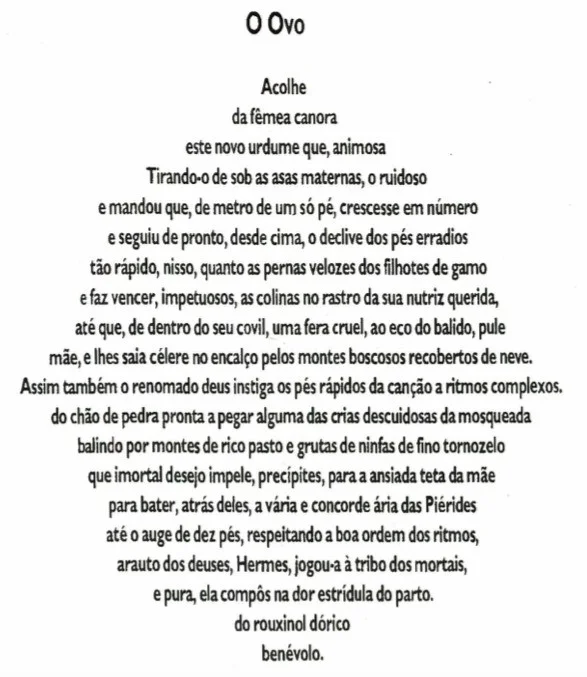 O Ovo
Acolhe
da fêmea canora
este novo urdume que, animosa
Tirando-o de sob as asas maternas, o ruidoso
e mandou que, de metro de um só pé, crescesse em número
e seguiu de pronto, desde cima, o declive dos pés erradios
tão rápido, nisso, quanto as pernas velozes dos filhotes de gamo
e faz vencer, impetuosos, as colinas no rastro da sua nutriz querida,
até que, de dentro do seu covil, uma fera cruel, ao eco do balido, pule
mãe, e lhes saia célere no encalço pelos montes boscosos recobertos de neve.
Assim também o renomado deus instiga os pés rápidos da canção a ritmos complexos.
do chão de pedra pronta a pegar alguma das crias descuidosas da mosqueada
balindo por montes de rico pasto e grutas de ninfas de fino tornozelo
que imortal desejo impele, precípites, para a ansiada teta da mãe
para bater, atrás deles, a vária e concorde ária das Piérides
até o auge de dez pés, respeitando a boa ordem dos ritmos,
arauto dos deuses, Hermes, jogou-a à tribo dos mortais,
e pura, ela compôs na dor estrídula do parto.
do rouxinol dórico
benévolo.